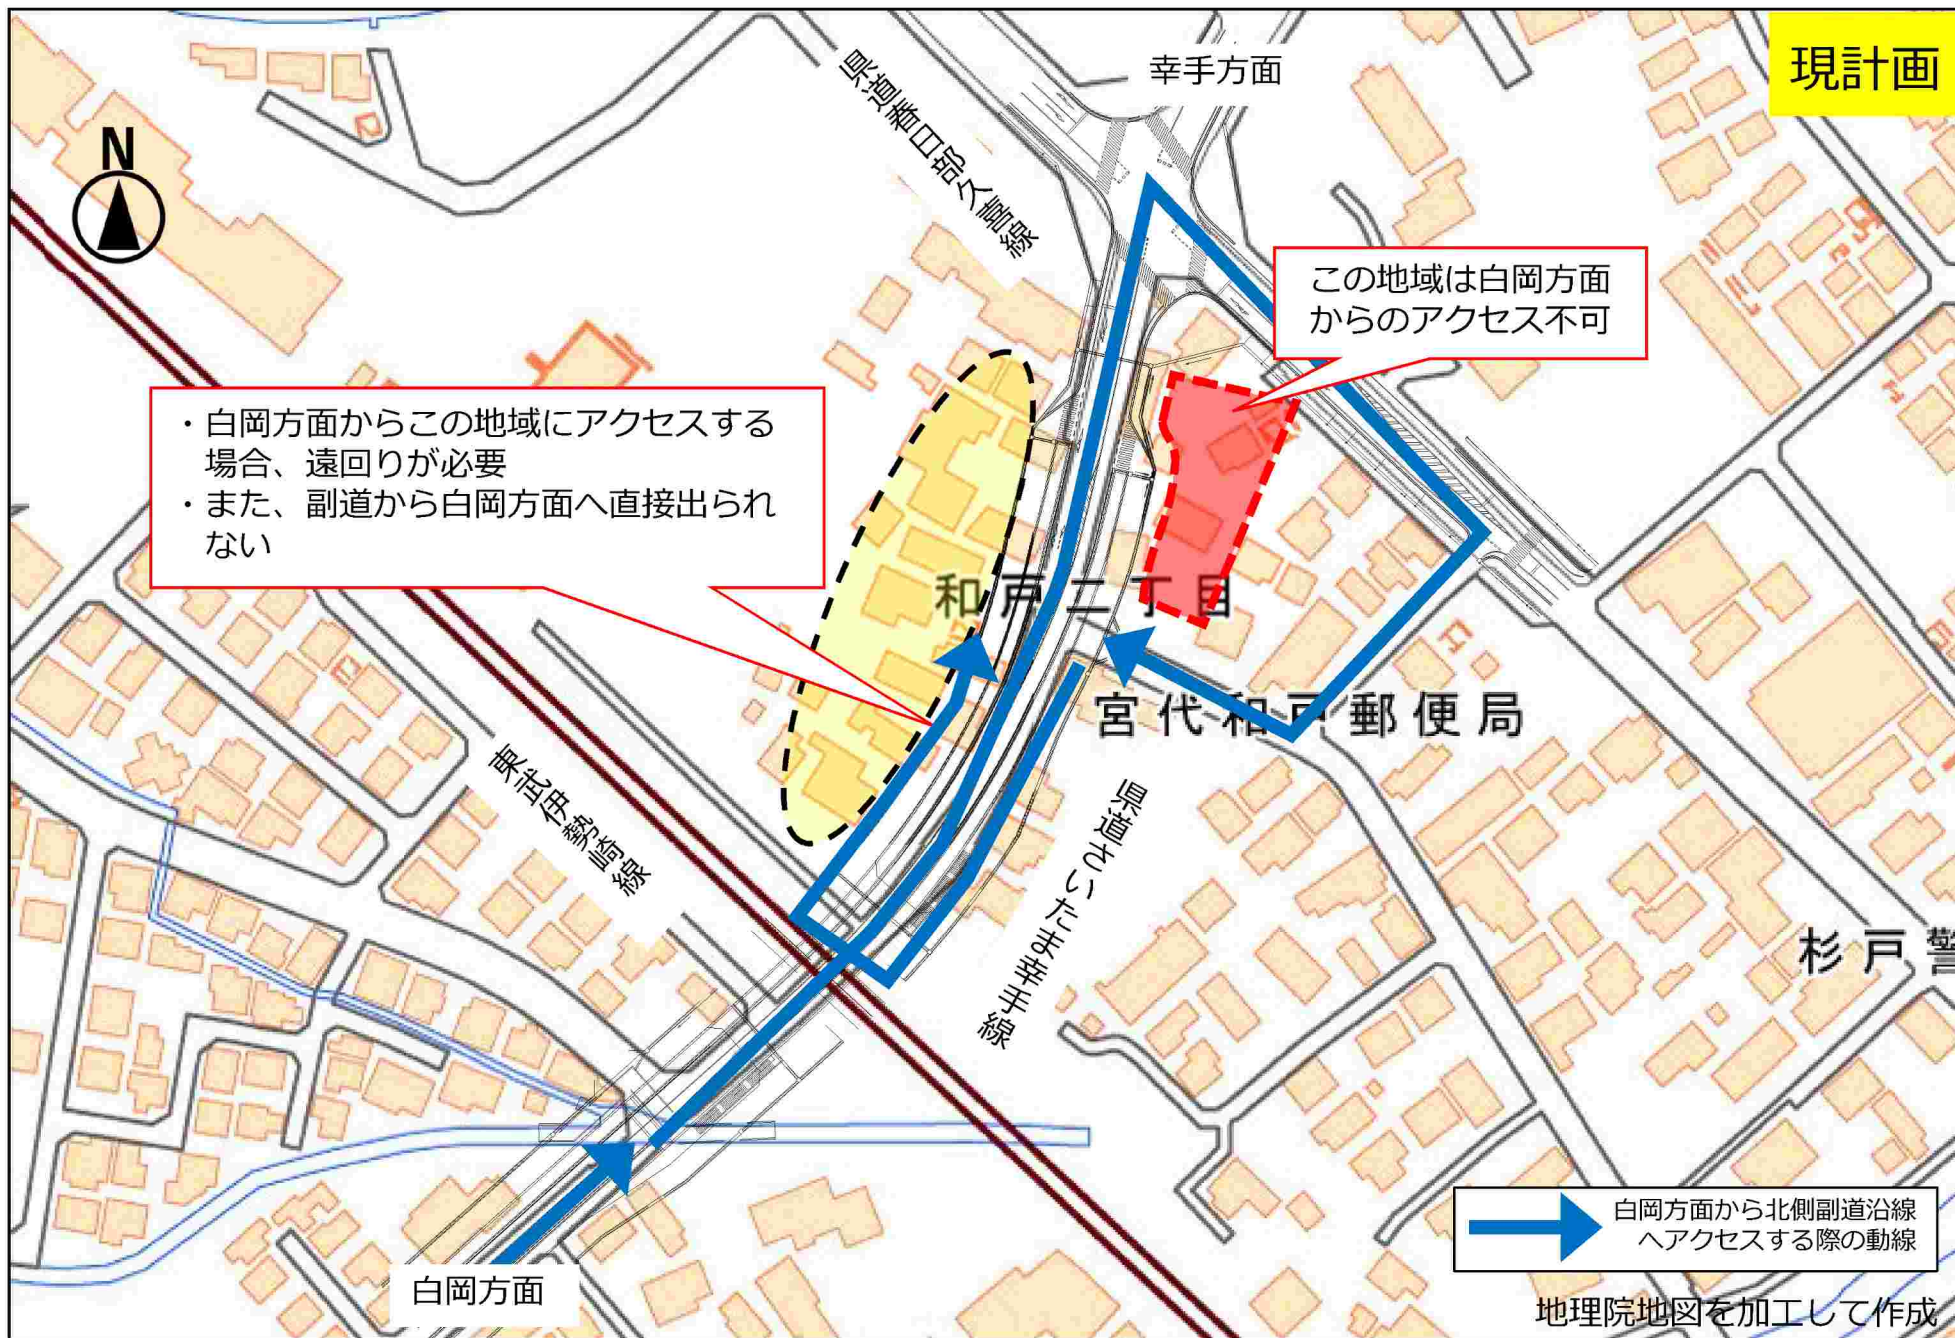 現計画
幸手方面
県道春日部久喜線
N
この地域は白岡方面
からのアクセス不可
・白岡方面からこの地域にアクセスする
場合、遠回りが必要
・また、副道から白岡方面へ直接出られ
ない
和戸二丁目
宮代和戸郵便局
東武伊勢崎線
県道さいたま幸手線
杉戸警
白岡方面から北側副道沿線
へアクセスする際の動線
白岡方面
地理院地図を加工して作成